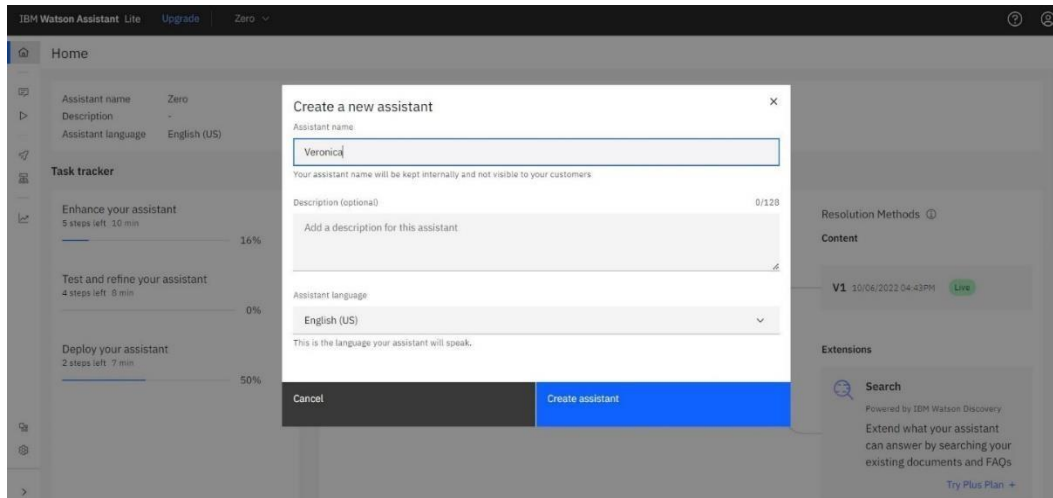 IBM Watson Assistant Lite Upgrade Zero
Home
Assistant name Zero
Description -
Assistant language English (US)
Task tracker
Enhance your assistant
5 steps left 10 min
16%
Test and refine your assistant
4 steps left 8 min
0%
Deploy your assistant
2 steps left 7 min
50%
Create a new assistant
Assistant name
Veronica
Your assistant name will be kept internally and not visible to your customers
Description (optional) 0/128
Add a description for this assistant
Assistant language
English (US)
This is the language your assistant will speak.
Cancel Create assistant
Resolution Methods
Content
V1 10/06/2022 04:43PM Live
Extensions
Search
Powered by IBM Watson Discovery
Extend what your assistant
can answer by searching your
existing documents and FAQs
Try Plus Plan +